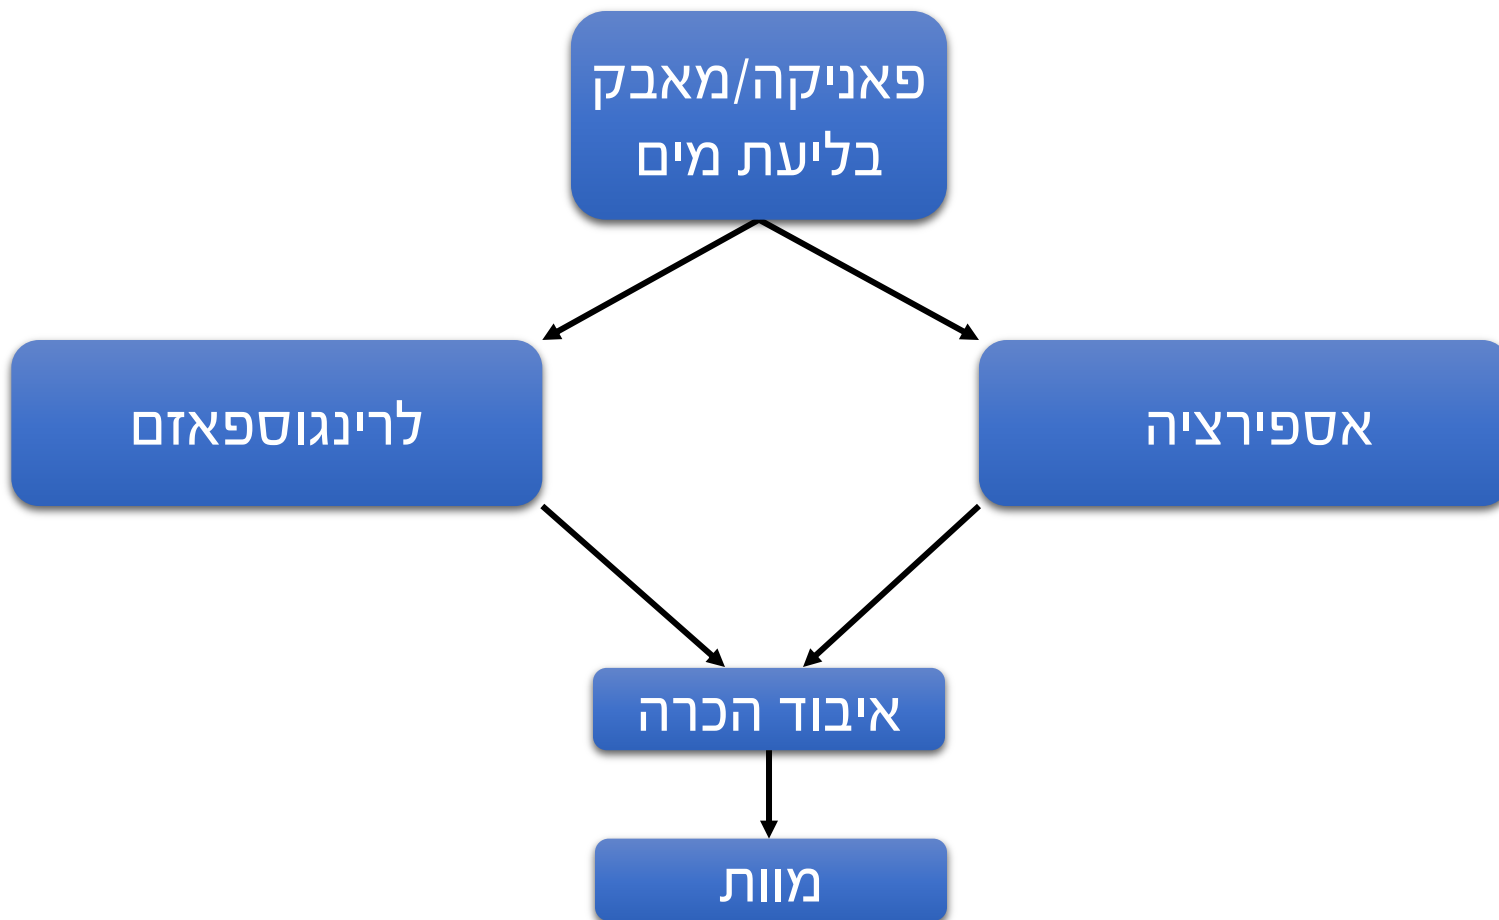 פאניקה/מאבק
בליעת מים
אספירציה
לרינגוספאזם
איבוד הכרה
מוות